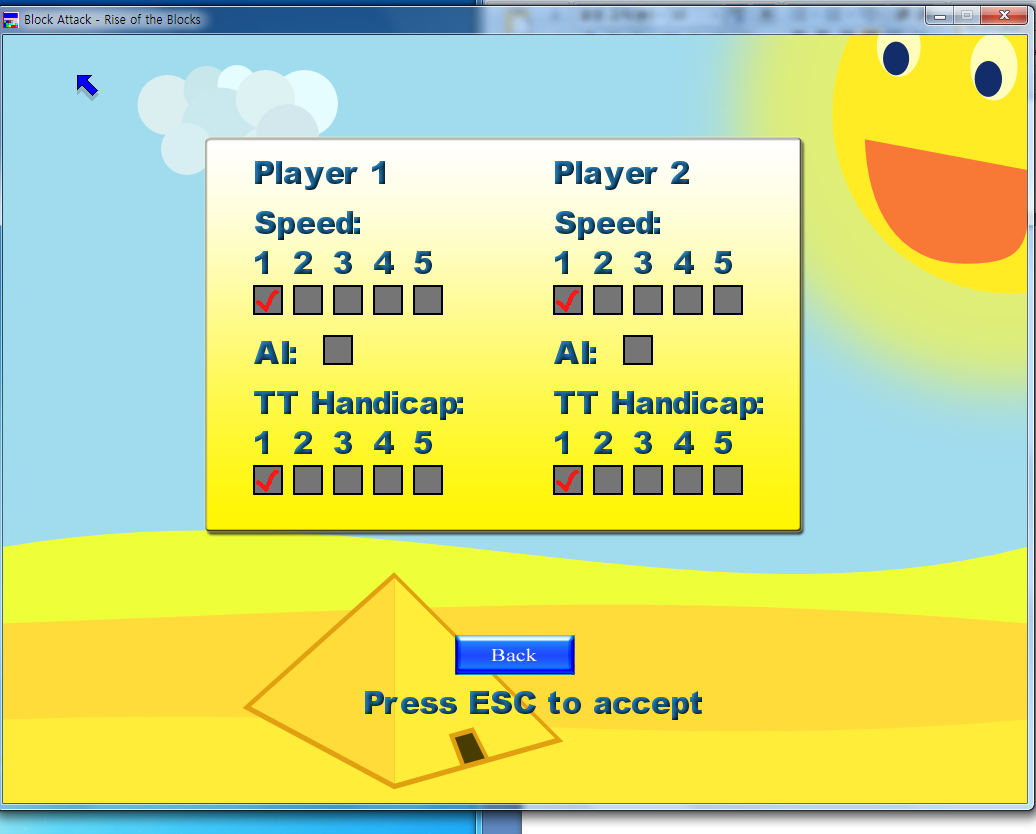 Block Attack - Rise of the Blocks
Player 1
Speed:
1 2 3 4 5
AI:
TT Handicap:
1 2 3 4 5
Player 2
Speed:
1 2 3 4 5
AI:
TT Handicap:
1 2 3 4 5
Back
Press ESC to accept